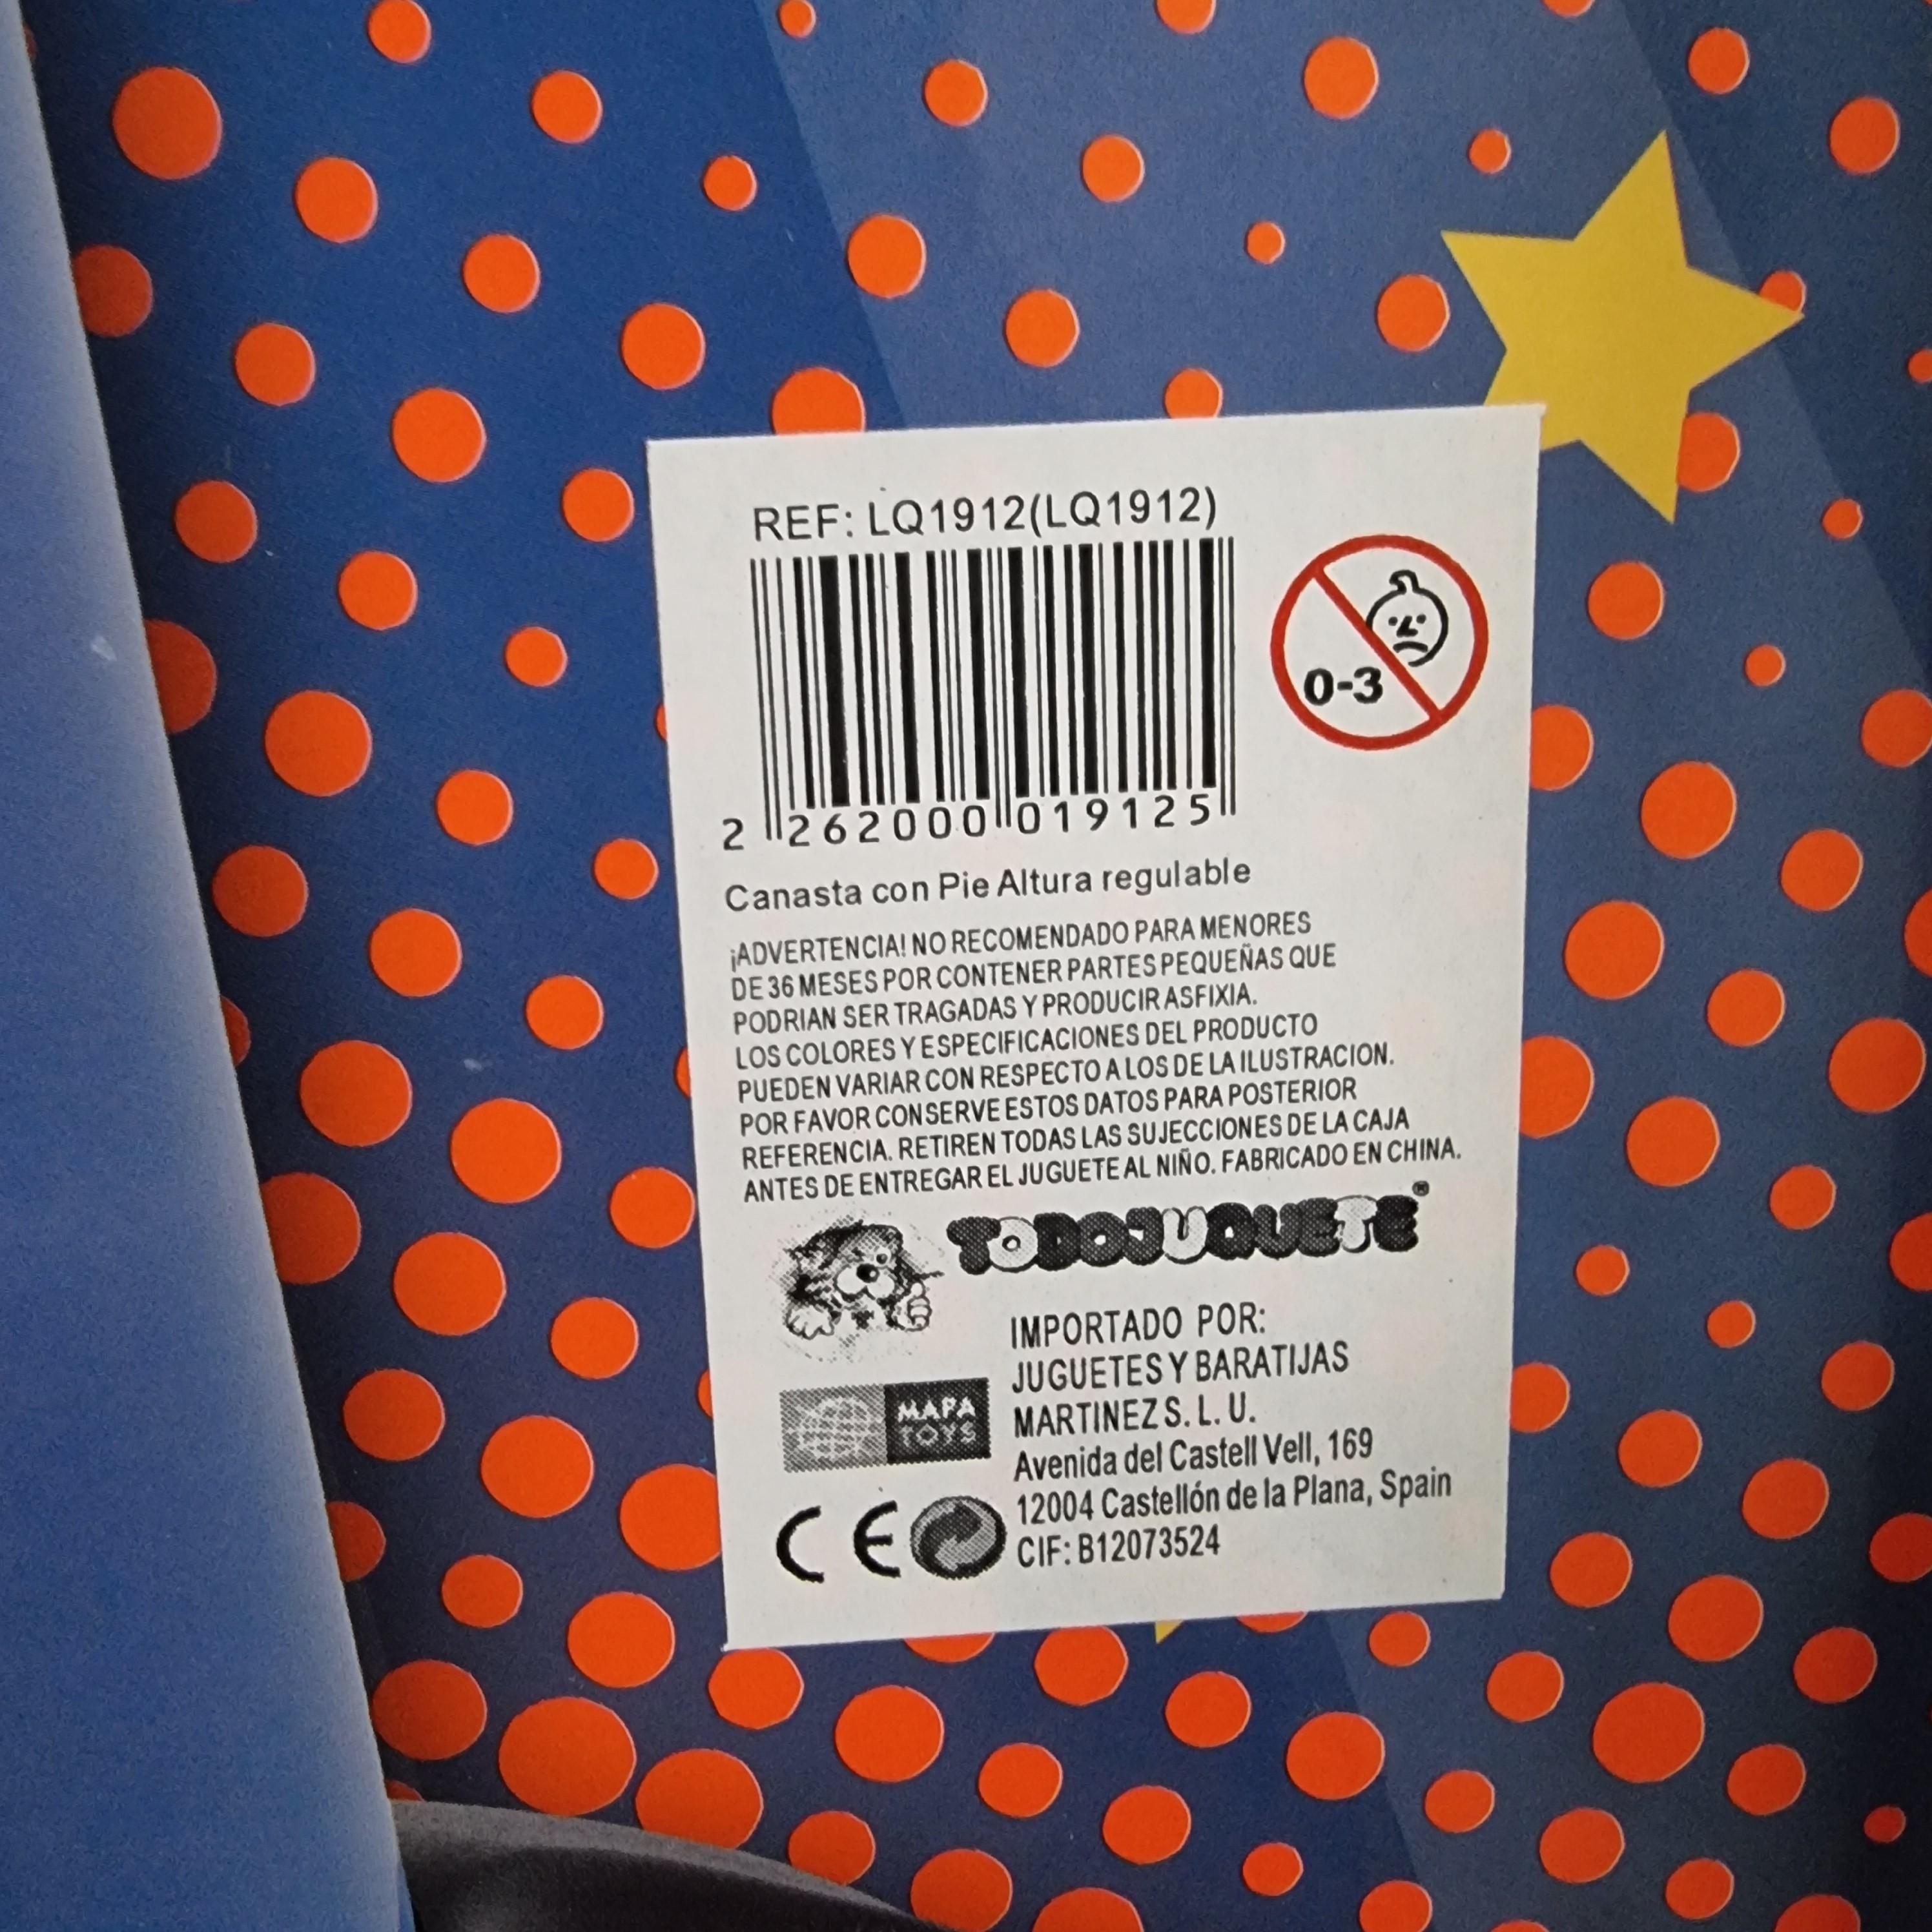 REF: LQ1912(LQ1912)
0-3
2 262000 019125
Canasta con Pie Altura regulable
¡ADVERTENCIA! NO RECOMENDADO PARA MENORES
DE 36 MESES POR CONTENER PARTES PEQUEÑAS QUE
PODRIAN SER TRAGADAS Y PRODUCIR ASFIXIA.
LOS COLORES Y ESPECIFICACIONES DEL PRODUCTO
PUEDEN VARIAR CON RESPECTO A LOS DE LA ILUSTRACION.
POR FAVOR CONSERVE ESTOS DATOS PARA POSTERIOR
REFERENCIA. RETIREN TODAS LAS SUJECCIONES DE LA CAJA
ANTES DE ENTREGAR EL JUGUETE AL NIÑO. FABRICADO EN CHINA.
TODOJUQUETE®
IMPORTADO POR:
JUGUETES Y BARATIJAS
MARTINEZ S. L. U.
MAPA
TOYS
Avenida del Castell Vell, 169
12004 Castellón de la Plana, Spain
CE
CIF: B12073524